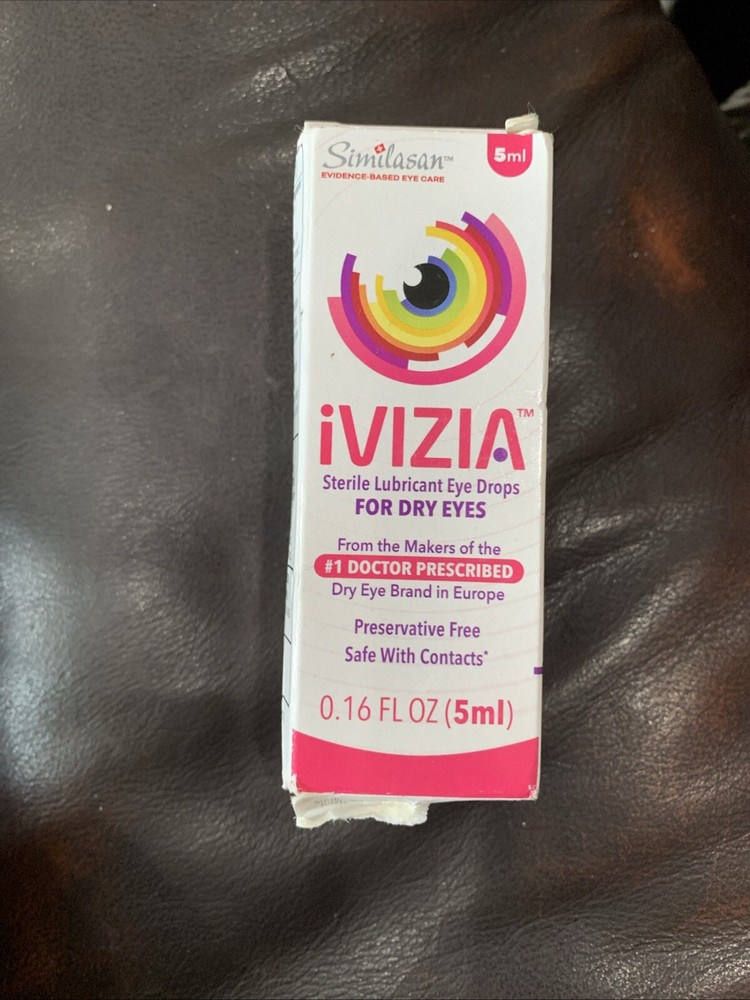 Similasan™
EVIDENCE-BASED EYE CARE
5ml
iVIZIA™
Sterile Lubricant Eye Drops
FOR DRY EYES
From the Makers of the
#1 DOCTOR PRESCRIBED
Dry Eye Brand in Europe
Preservative Free
Safe With Contacts*
0.16 FL OZ (5ml)